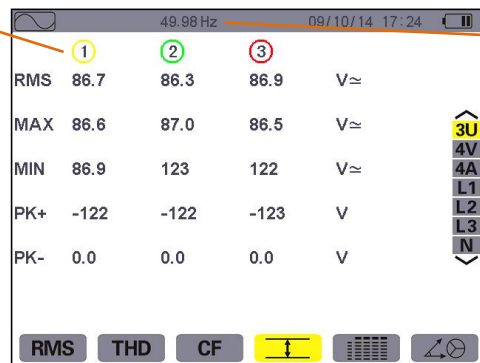 49.98 Hz 09/10/14 17:24
1 2 3
RMS 86.7 86.3 86.9 V≃
MAX 86.6 87.0 86.5 V≃
MIN 86.9 123 122 V≃
PK+ -122 -122 -123 V
PK- 0.0 0.0 0.0 V
3U
4V
4A
L1
L2
L3
N
RMS THD CF